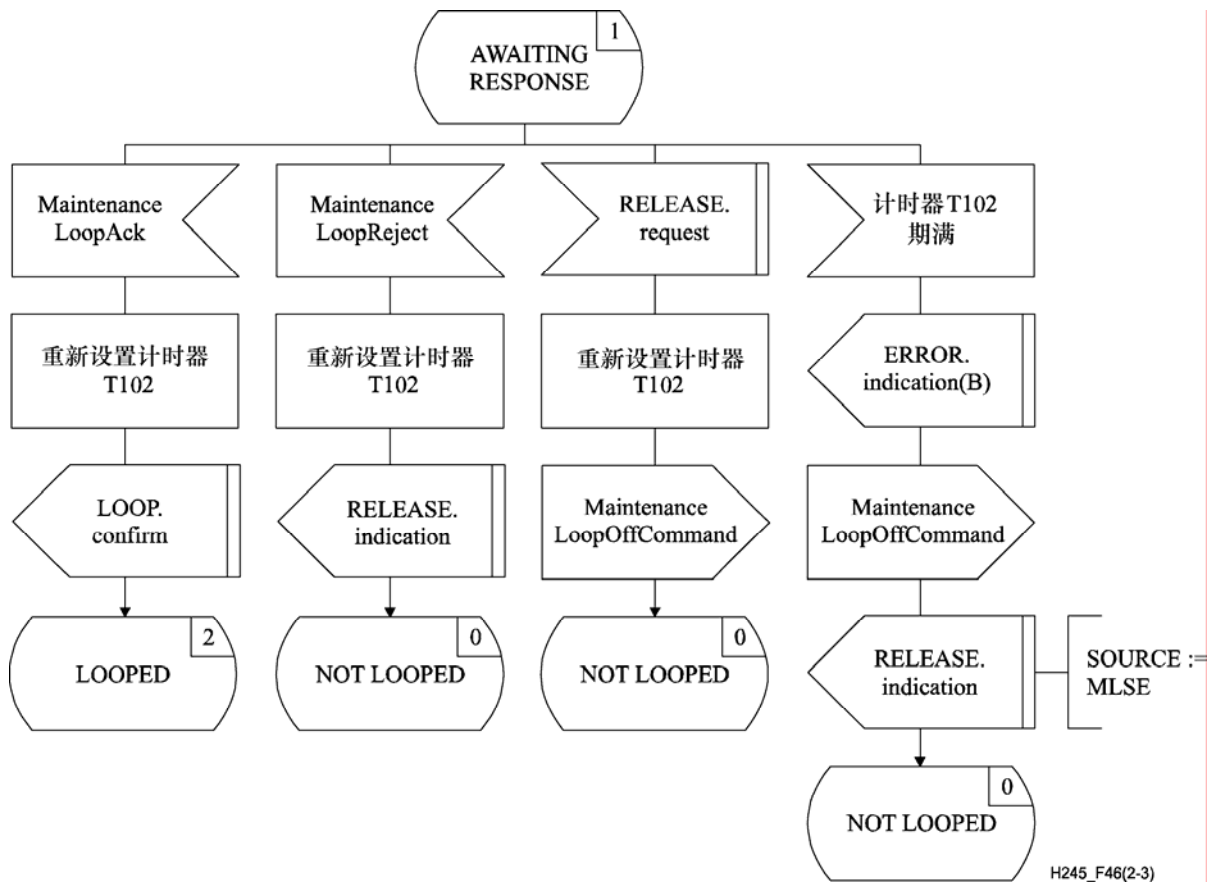 1
AWAITING
RESPONSE
Maintenance
LoopAck
Maintenance
LoopReject
RELEASE.
request
计时器T102
期满
重新设置计时器
T102
重新设置计时器
T102
重新设置计时器
T102
ERROR.
indication(B)
LOOP.
confirm
RELEASE.
indication
Maintenance
LoopOffCommand
Maintenance
LoopOffCommand
2
LOOPED
0
NOT LOOPED
0
NOT LOOPED
RELEASE.
indication
SOURCE :=
MLSE
0
NOT LOOPED
H245_F46(2-3)